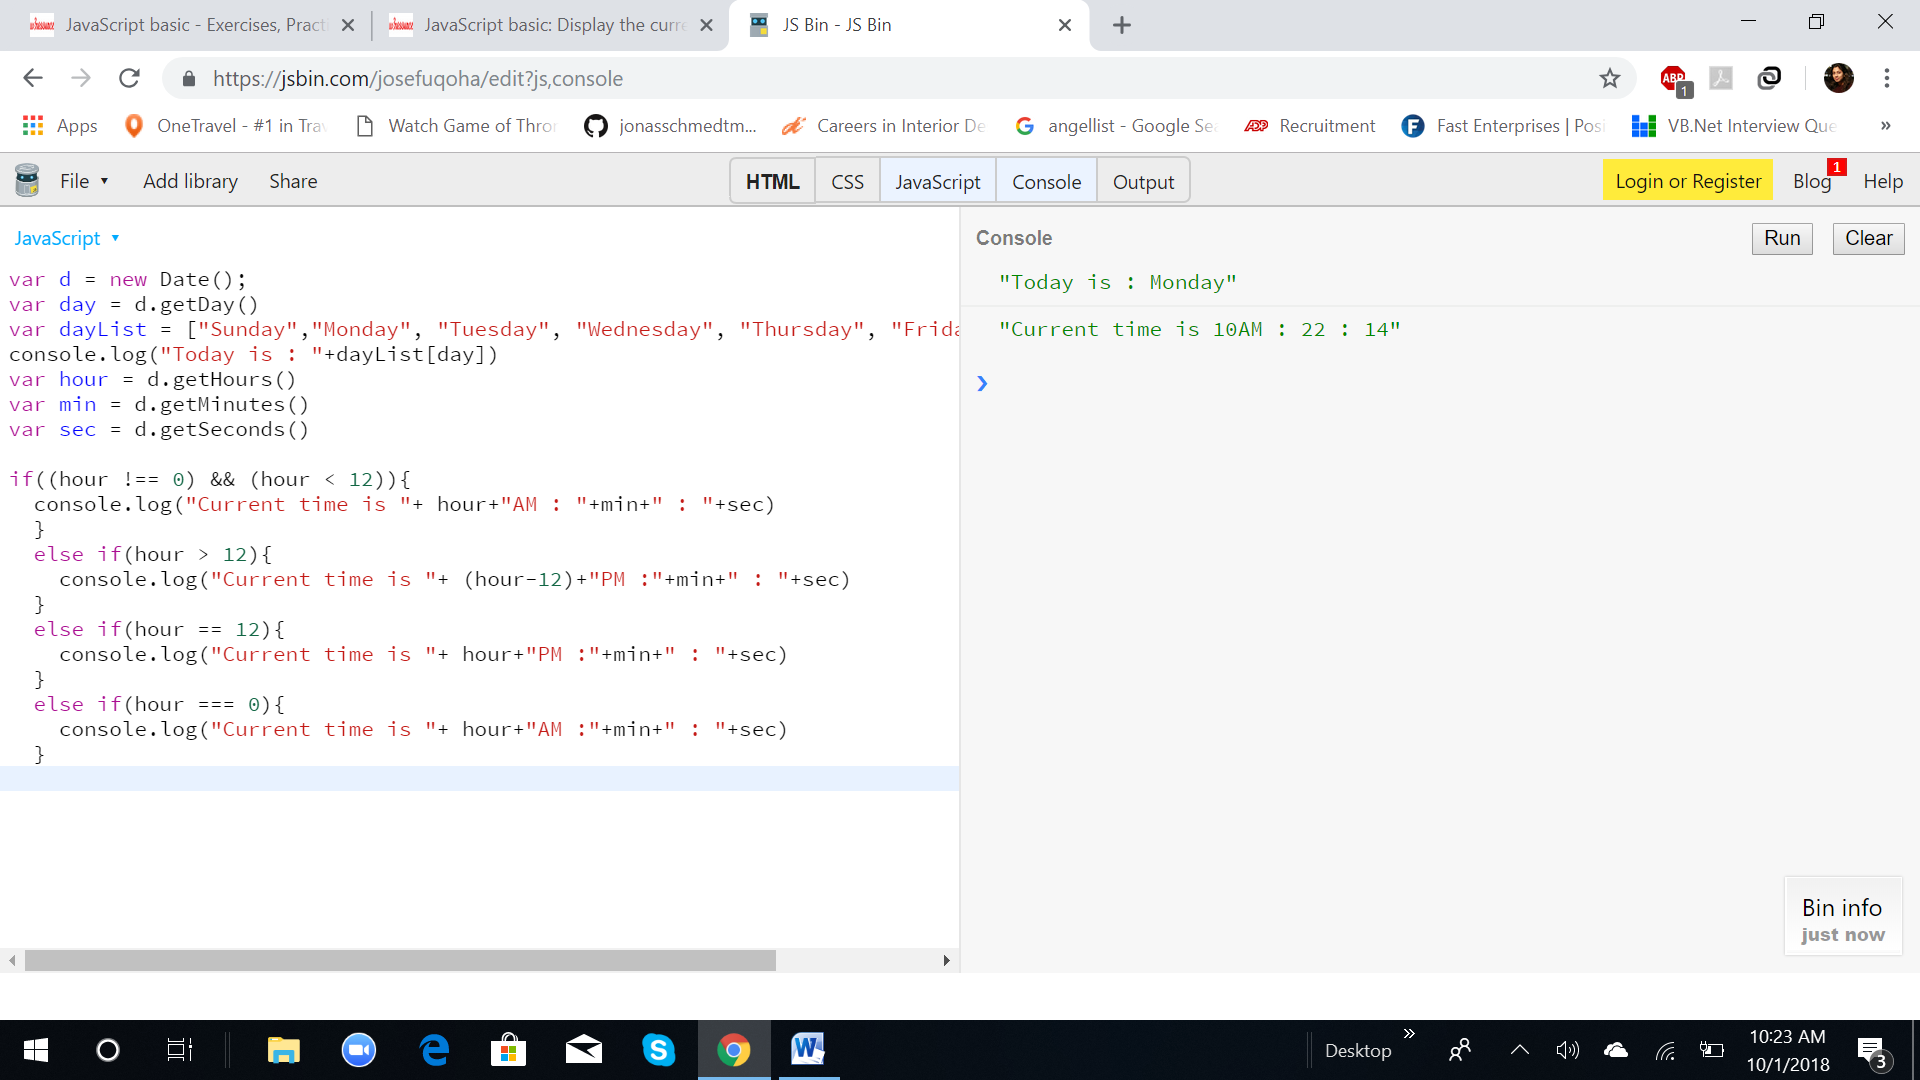 JavaScript basic - Exercises, Pract
JavaScript basic: Display the curre
JS Bin - JS Bin
https://jsbin.com/josefuqoha/edit?js,console
ABP
1
Apps
OneTravel - #1 in Tra
Watch Game of Thron
jonasschmedtm...
Careers in Interior De
angellist - Google Sea
Recruitment
Fast Enterprises | Posi
VB.Net Interview Que
»
File
Add library
Share
HTML
CSS
JavaScript
Console
Output
Login or Register
Blog
1
Help
JavaScript
Console
Run
Clear
var d = new Date();
var day = d.getDay()
var dayList = ["Sunday","Monday", "Tuesday", "Wednesday", "Thursday", "Frida
console.log("Today is : "+dayList[day])
var hour = d.getHours()
var min = d.getMinutes()
var sec = d.getSeconds()
if((hour !== 0) && (hour < 12)){
console.log("Current time is "+ hour+"AM : "+min+" : "+sec)
}
else if(hour > 12){
console.log("Current time is "+ (hour-12)+"PM :"+min+" : "+sec)
}
else if(hour == 12){
console.log("Current time is "+ hour+"PM :"+min+" : "+sec)
}
else if(hour === 0){
console.log("Current time is "+ hour+"AM :"+min+" : "+sec)
}
"Today is : Monday"
"Current time is 10AM : 22 : 14"
Bin info
just now
Desktop
»
10:23 AM
10/1/2018
3